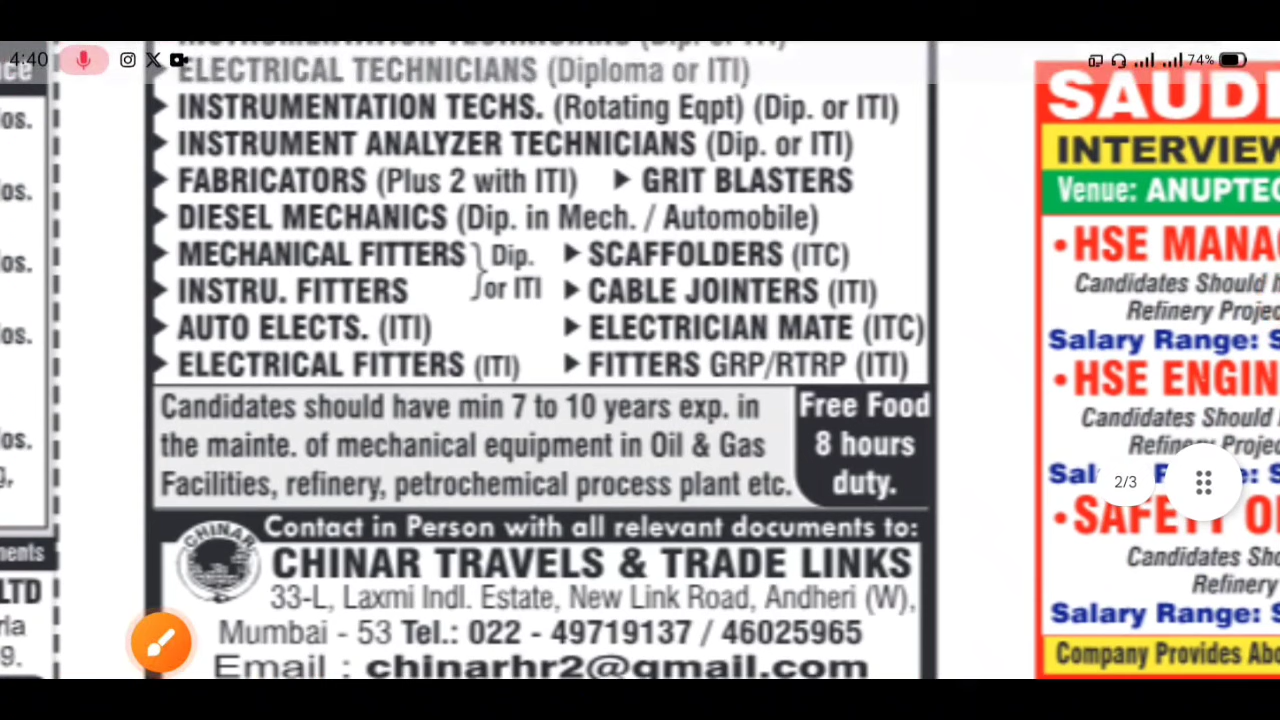 4:40
74%
ELECTRICAL TECHNICIANS (Diploma or ITI)
INSTRUMENTATION TECHS. (Rotating Eqpt) (Dip. or ITI)
INSTRUMENT ANALYZER TECHNICIANS (Dip. or ITI)
FABRICATORS (Plus 2 with ITI) GRIT BLASTERS
DIESEL MECHANICS (Dip. in Mech. / Automobile)
MECHANICAL FITTERS Dip. SCAFFOLDERS (ITC)
INSTRU. FITTERS or ITI CABLE JOINTERS (ITI)
AUTO ELECTS. (ITI) ELECTRICIAN MATE (ITC)
ELECTRICAL FITTERS (ITI) FITTERS GRP/RTRP (ITI)
Candidates should have min 7 to 10 years exp. in
the mainte. of mechanical equipment in Oil & Gas
Facilities, refinery, petrochemical process plant etc.
Free Food
8 hours
duty.
Contact in Person with all relevant documents to:
CHINAR
CHINAR TRAVELS & TRADE LINKS
33-L, Laxmi Indl. Estate, New Link Road, Andheri (W),
Mumbai - 53 Tel.: 022 - 49719137 / 46025965
Email : chinarhr2@gmail.com
SAUDI
INTERVIEW
Venue: ANUPTEC
•HSE MANA
Candidates Should
Refinery Projec
Salary Range:
•HSE ENGIN
Candidates Should
Refinery Projec
2/3
•SAFETY O
Candidates Sho
Refinery
Salary Range:
Company Provides
LTD